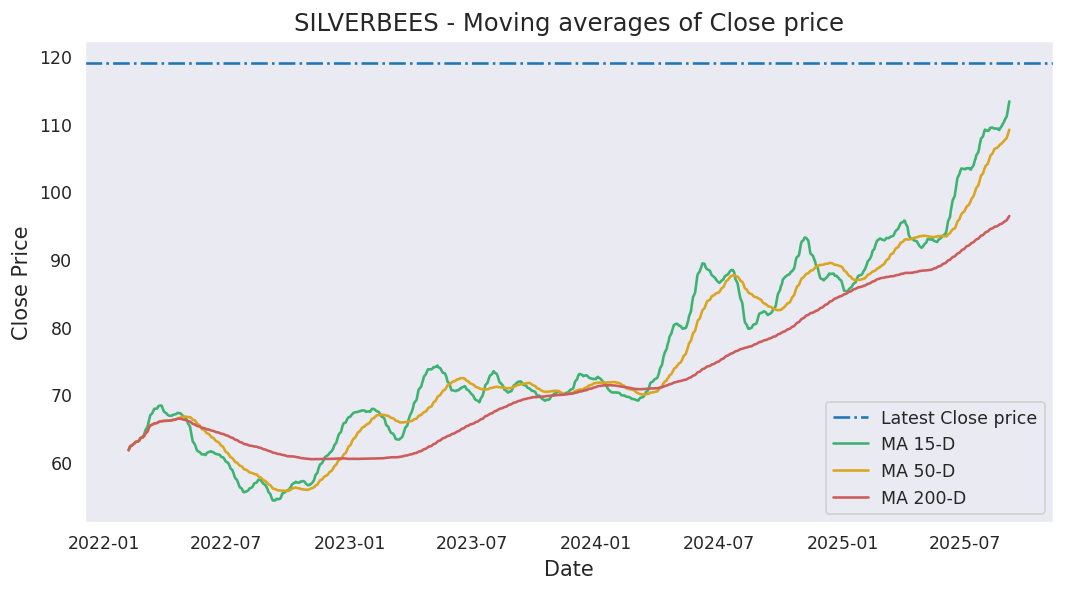 SILVERBEES - Moving averages of Close price
Close Price
120
110
100
90
80
70
60
2022-01 2022-07 2023-01 2023-07 2024-01 2024-07 2025-01 2025-07
Date
Latest Close price
MA 15-D
MA 50-D
MA 200-D